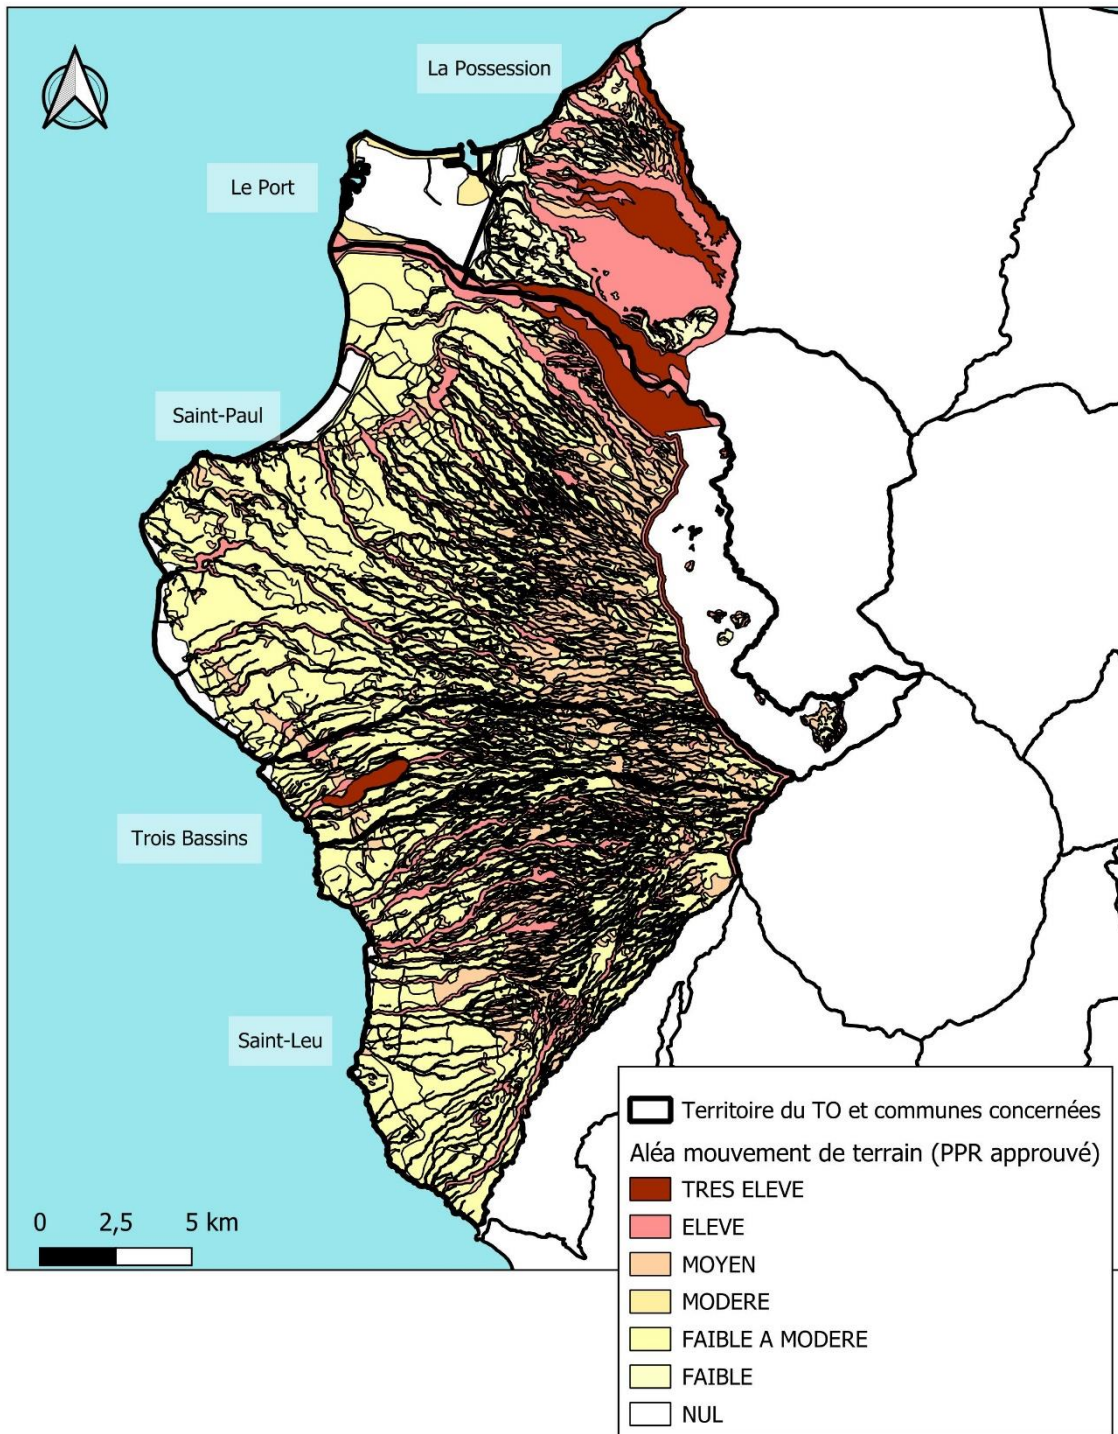 La Possession
Le Port
Saint-Paul
Trois Bassins
Saint-Leu
0 2,5 5 km
Territoire du TO et communes concernées
Aléa mouvement de terrain (PPR approuvé)
TRES ELEVE
ELEVE
MOYEN
MODERE
FAIBLE A MODERE
FAIBLE
NUL